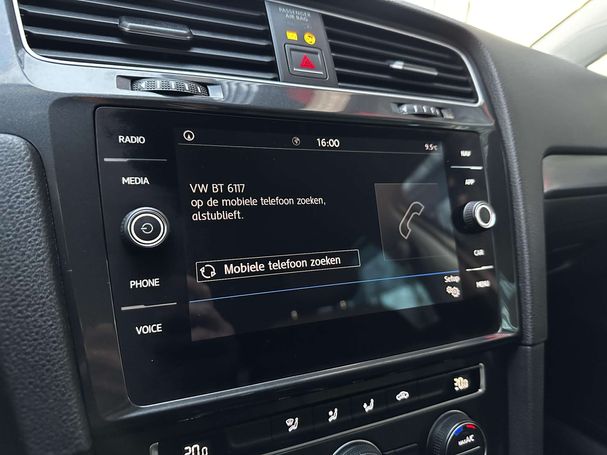 PASSENGER
AIR BAG
RADIO
MEDIA
PHONE
VOICE
16:00
9.5°C
VW BT 6117
op de mobiele telefoon zoeken,
alstublieft.
Mobiele telefoon zoeken
Setup
NAV
APP
CAR
MENU
20.0
MAX A/C